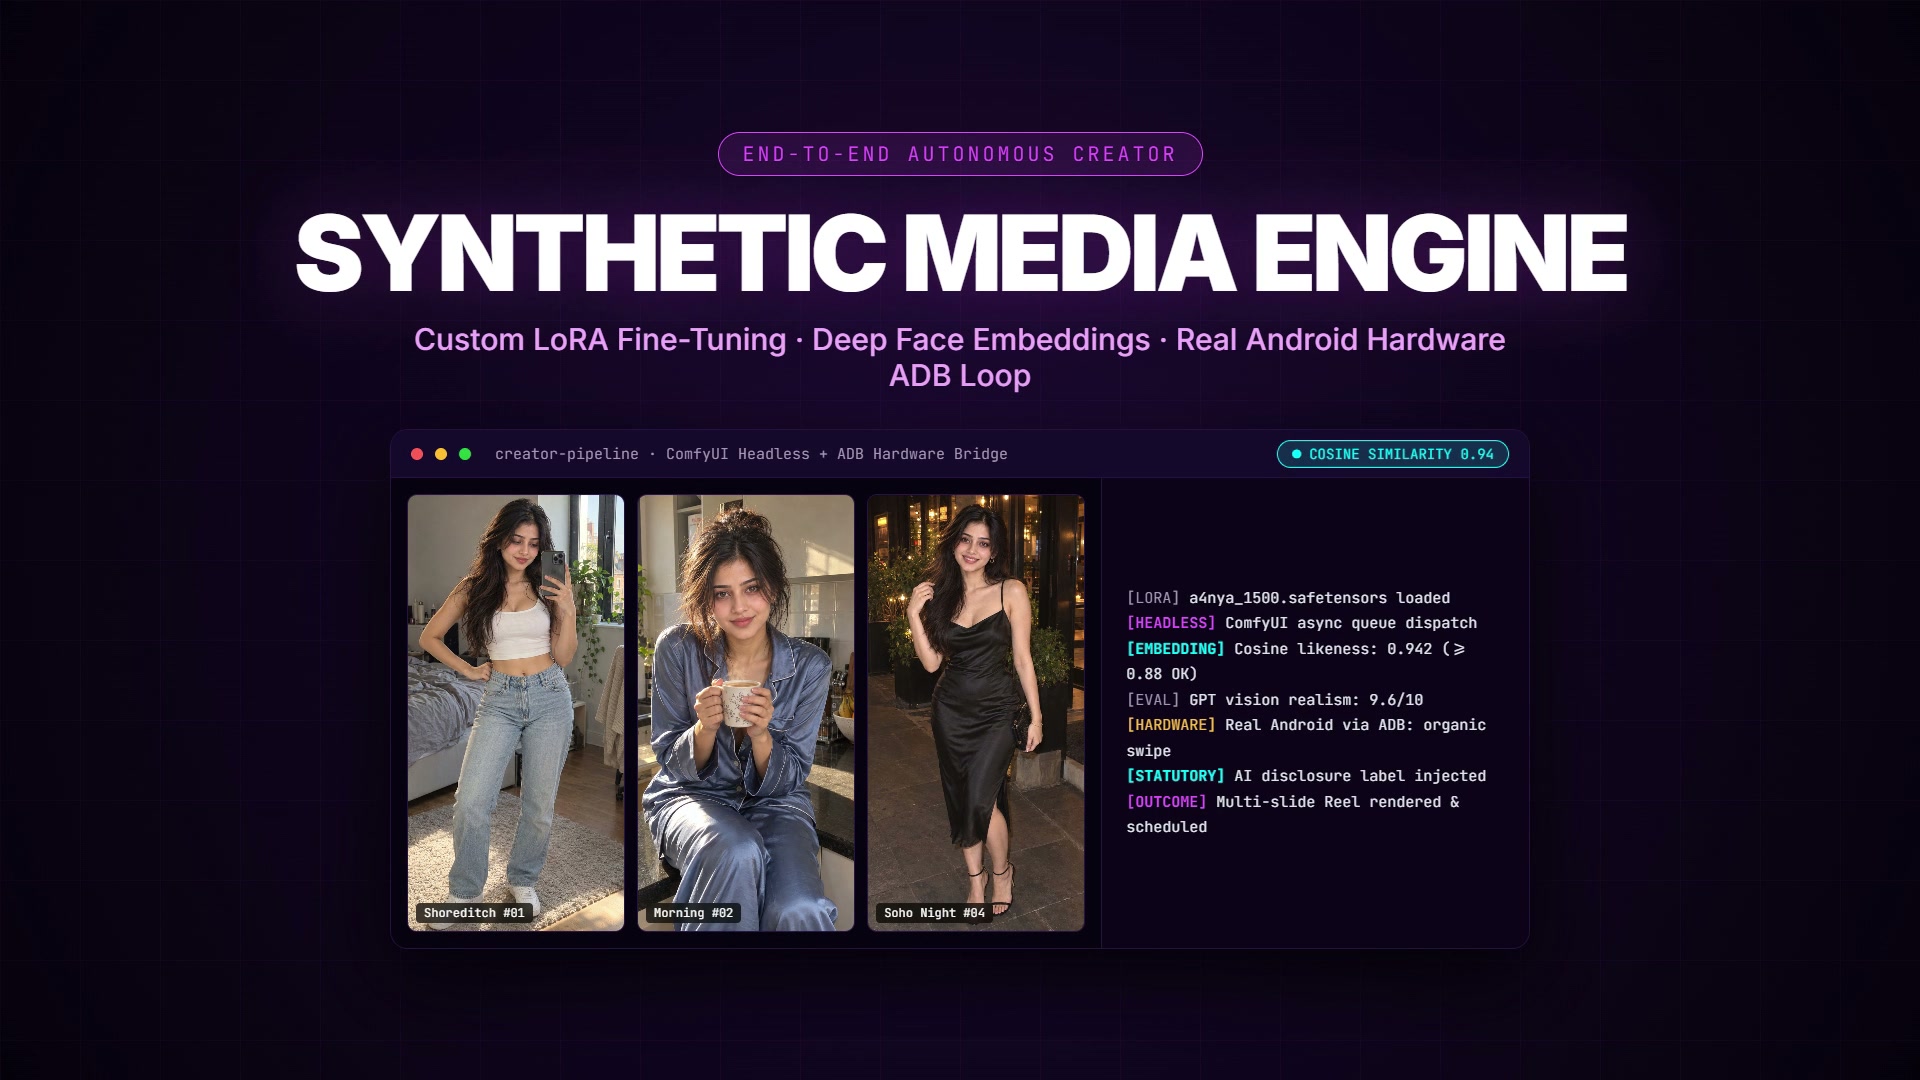 END-TO-END AUTONOMOUS CREATOR
SYNTHETIC MEDIA ENGINE
Custom LoRA Fine-Tuning · Deep Face Embeddings · Real Android Hardware
ADB Loop
creator-pipeline · ComfyUI Headless + ADB Hardware Bridge
COSINE SIMILARITY 0.94
Shoreditch #01
Morning #02
Soho Night #04
[LORA] a4nya_1500.safetensors loaded
[HEADLESS] ComfyUI async queue dispatch
[EMBEDDING] Cosine likeness: 0.942 (≥
0.88 OK)
[EVAL] GPT vision realism: 9.6/10
[HARDWARE] Real Android via ADB: organic
swipe
[STATUTORY] AI disclosure label injected
[OUTCOME] Multi-slide Reel rendered &
scheduled